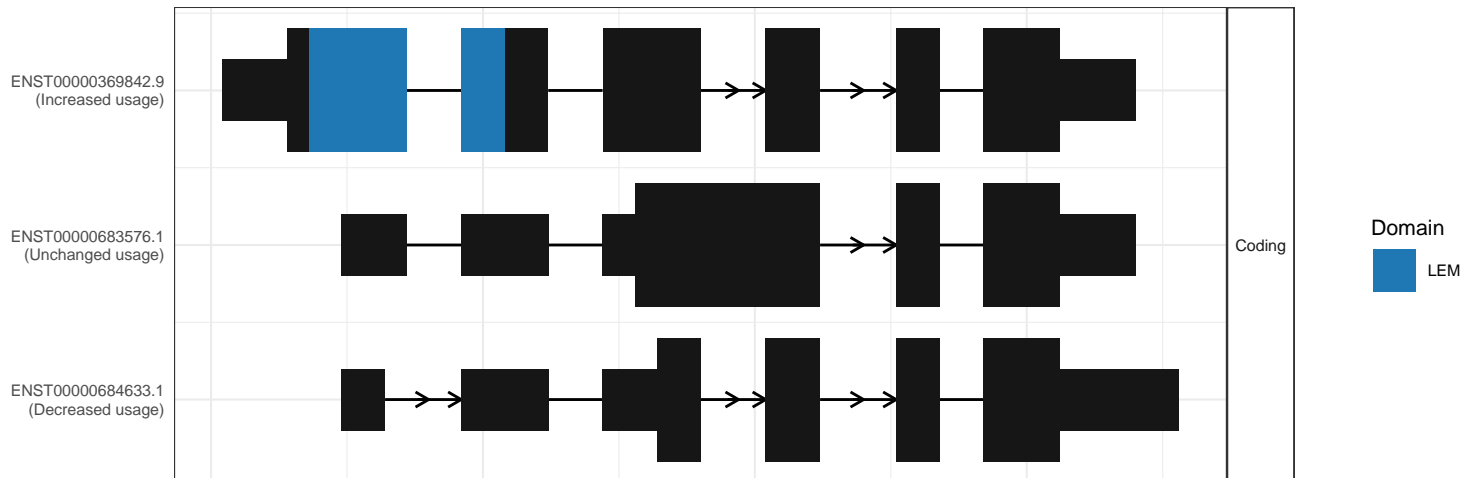 ENST00000369842.9
(Increased usage)
ENST00000683576.1
(Unchanged usage)
ENST00000684633.1
(Decreased usage)
Coding
Domain
LEM